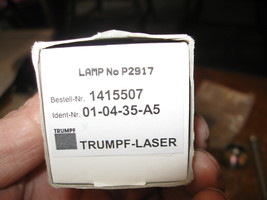 LAMP No P2917
Bestell-Nr. 1415507
Ident-Nr. 01-04-35-A5
TRUMPF
TRUMPF-LASER